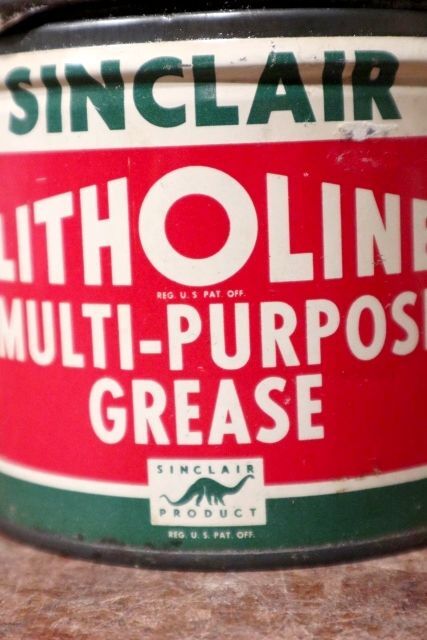 SINCLAIR
LITHOLINE
REG. U.S PAT. OFF.
MULTI-PURPOSE
GREASE
SINCLAIR
PRODUCT
REG. U.S. PAT. OFF.